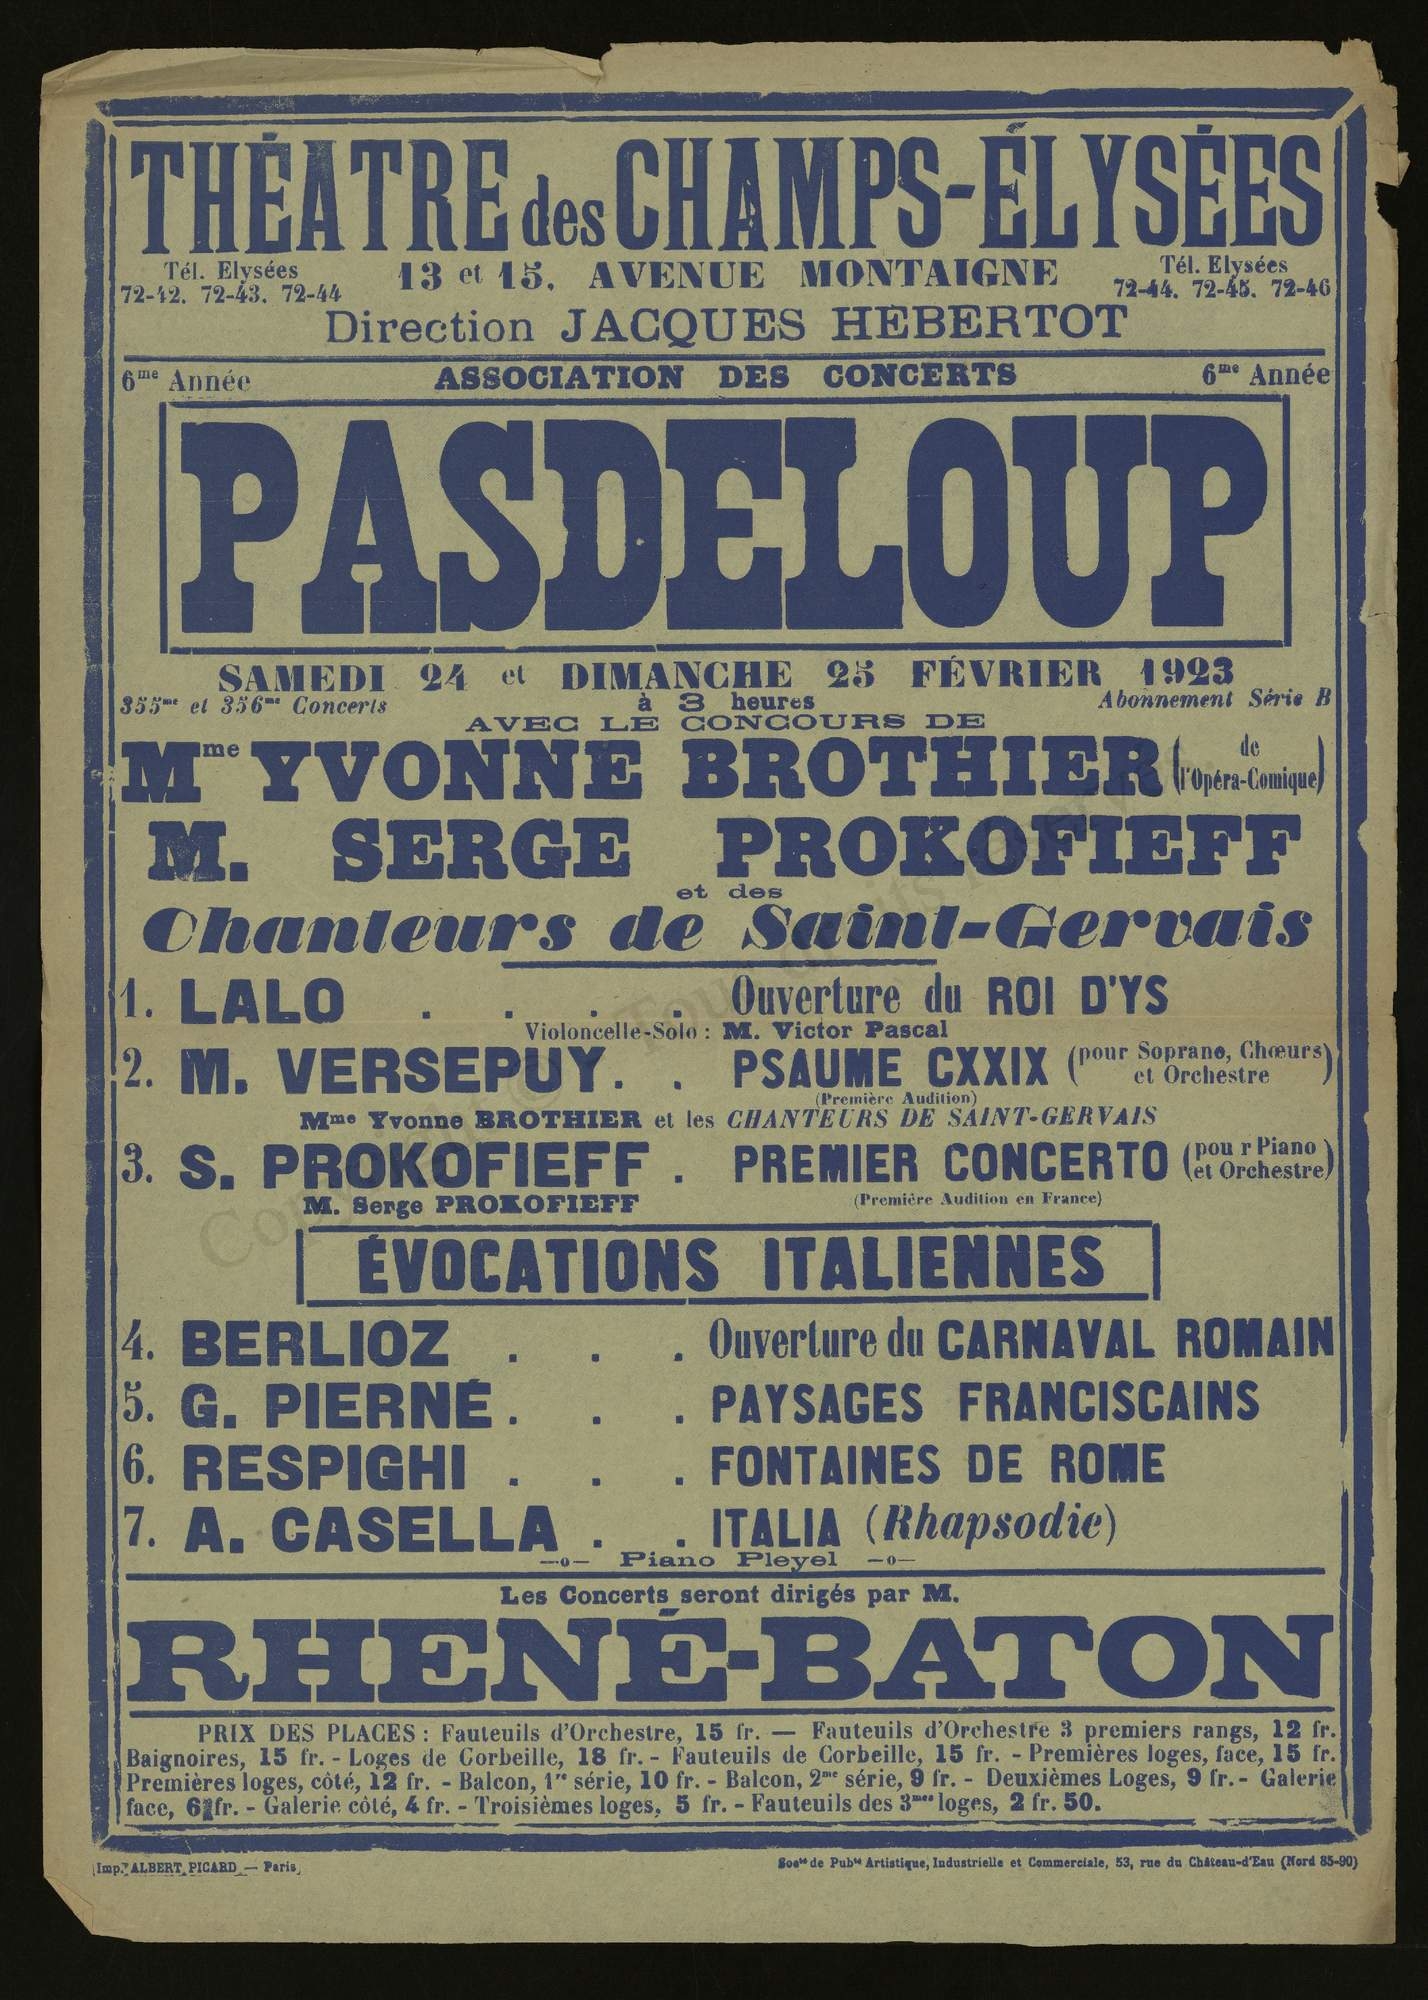 THÉATRE des CHAMPS-ÉLYSÉES
Tél. Elysées
72-42. 72-43. 72-44
13 et 15, AVENUE MONTAIGNE
Tél. Elysées
72-44. 72-45. 72-46
Direction JACQUES HEBERTOT
6me Année ASSOCIATION DES CONCERTS 6me Année
PASDELOUP
SAMEDI 24 et DIMANCHE 25 FÉVRIER 1923
355me et 356me Concerts à 3 heures Abonnement Série B
AVEC LE CONCOURS DE
Mme YVONNE BROTHIER (de l'Opéra-Comique)
M. SERGE PROKOFIEFF
et des
Chanteurs de Saint-Gervais
1. LALO . . . . Ouverture du ROI D'YS
Violoncelle-Solo : M. Victor Pascal
2. M. VERSEPUY. . PSAUME CXXIX (pour Soprano, Chœurs et Orchestre)
(Première Audition)
Mme Yvonne BROTHIER et les CHANTEURS DE SAINT-GERVAIS
3. S. PROKOFIEFF . PREMIER CONCERTO (pou r Piano et Orchestre)
M. Serge PROKOFIEFF (Première Audition en France)
ÉVOCATIONS ITALIENNES
4. BERLIOZ . . . Ouverture du CARNAVAL ROMAIN
5. G. PIERNÉ . . . PAYSAGES FRANCISCAINS
6. RESPIGHI . . . FONTAINES DE ROME
7. A. CASELLA . . ITALIA (Rhapsodie)
—o— Piano Pleyel —o—
Les Concerts seront dirigés par M.
RHENÉ-BATON
PRIX DES PLACES : Fauteuils d'Orchestre, 15 fr. — Fauteuils d'Orchestre 3 premiers rangs, 12 fr.
Baignoires, 15 fr. - Loges de Corbeille, 18 fr. - Fauteuils de Corbeille, 15 fr. - Premières loges, face, 15 fr.
Premières loges, côté, 12 fr. - Balcon, 1re série, 10 fr. - Balcon, 2me série, 9 fr. - Deuxièmes Loges, 9 fr. - Galerie
face, 6 fr. - Galerie côté, 4 fr. - Troisièmes loges, 5 fr. - Fauteuils des 3mes loges, 2 fr. 50.
Imp. ALBERT PICARD — Paris
Socté de Pubté Artistique, Industrielle et Commerciale, 53, rue du Château-d'Eau (Nord 85-90)